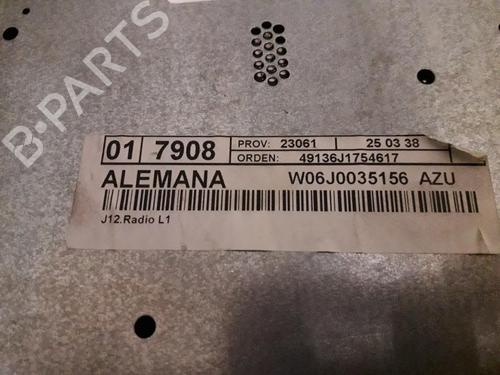 B-PARTS
01 7908 PROV: 23061 25 03 38
ORDEN: 49136J1754617
ALEMANA W06J0035156 AZU
J12.Radio L1